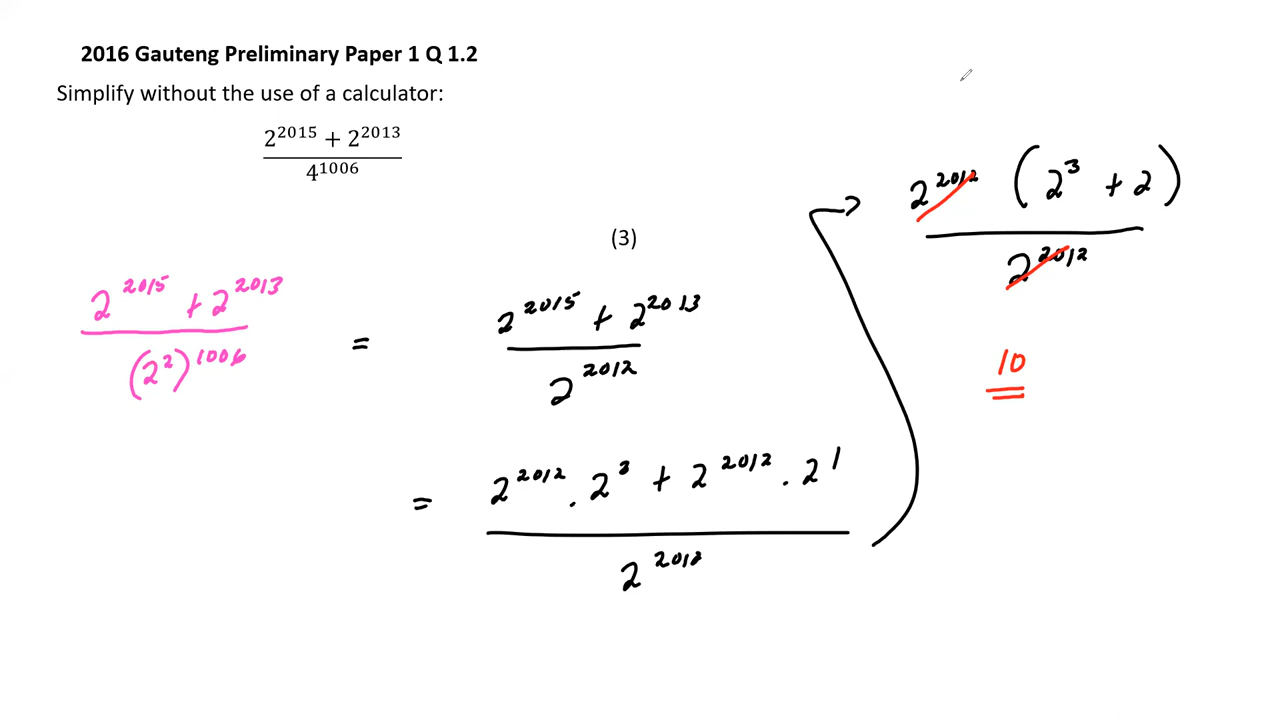 2016 Gauteng Preliminary Paper 1 Q 1.2
Simplify without the use of a calculator:
2^2015 + 2^2013
4^1006
(3)
2^2015 + 2^2013
(2^2)^1006
=
2^2015 + 2^2013
2^2012
=
2^2012 . 2^3 + 2^2012 . 2^1
2^2012
2^2012 (2^3 + 2)
2^2012
10